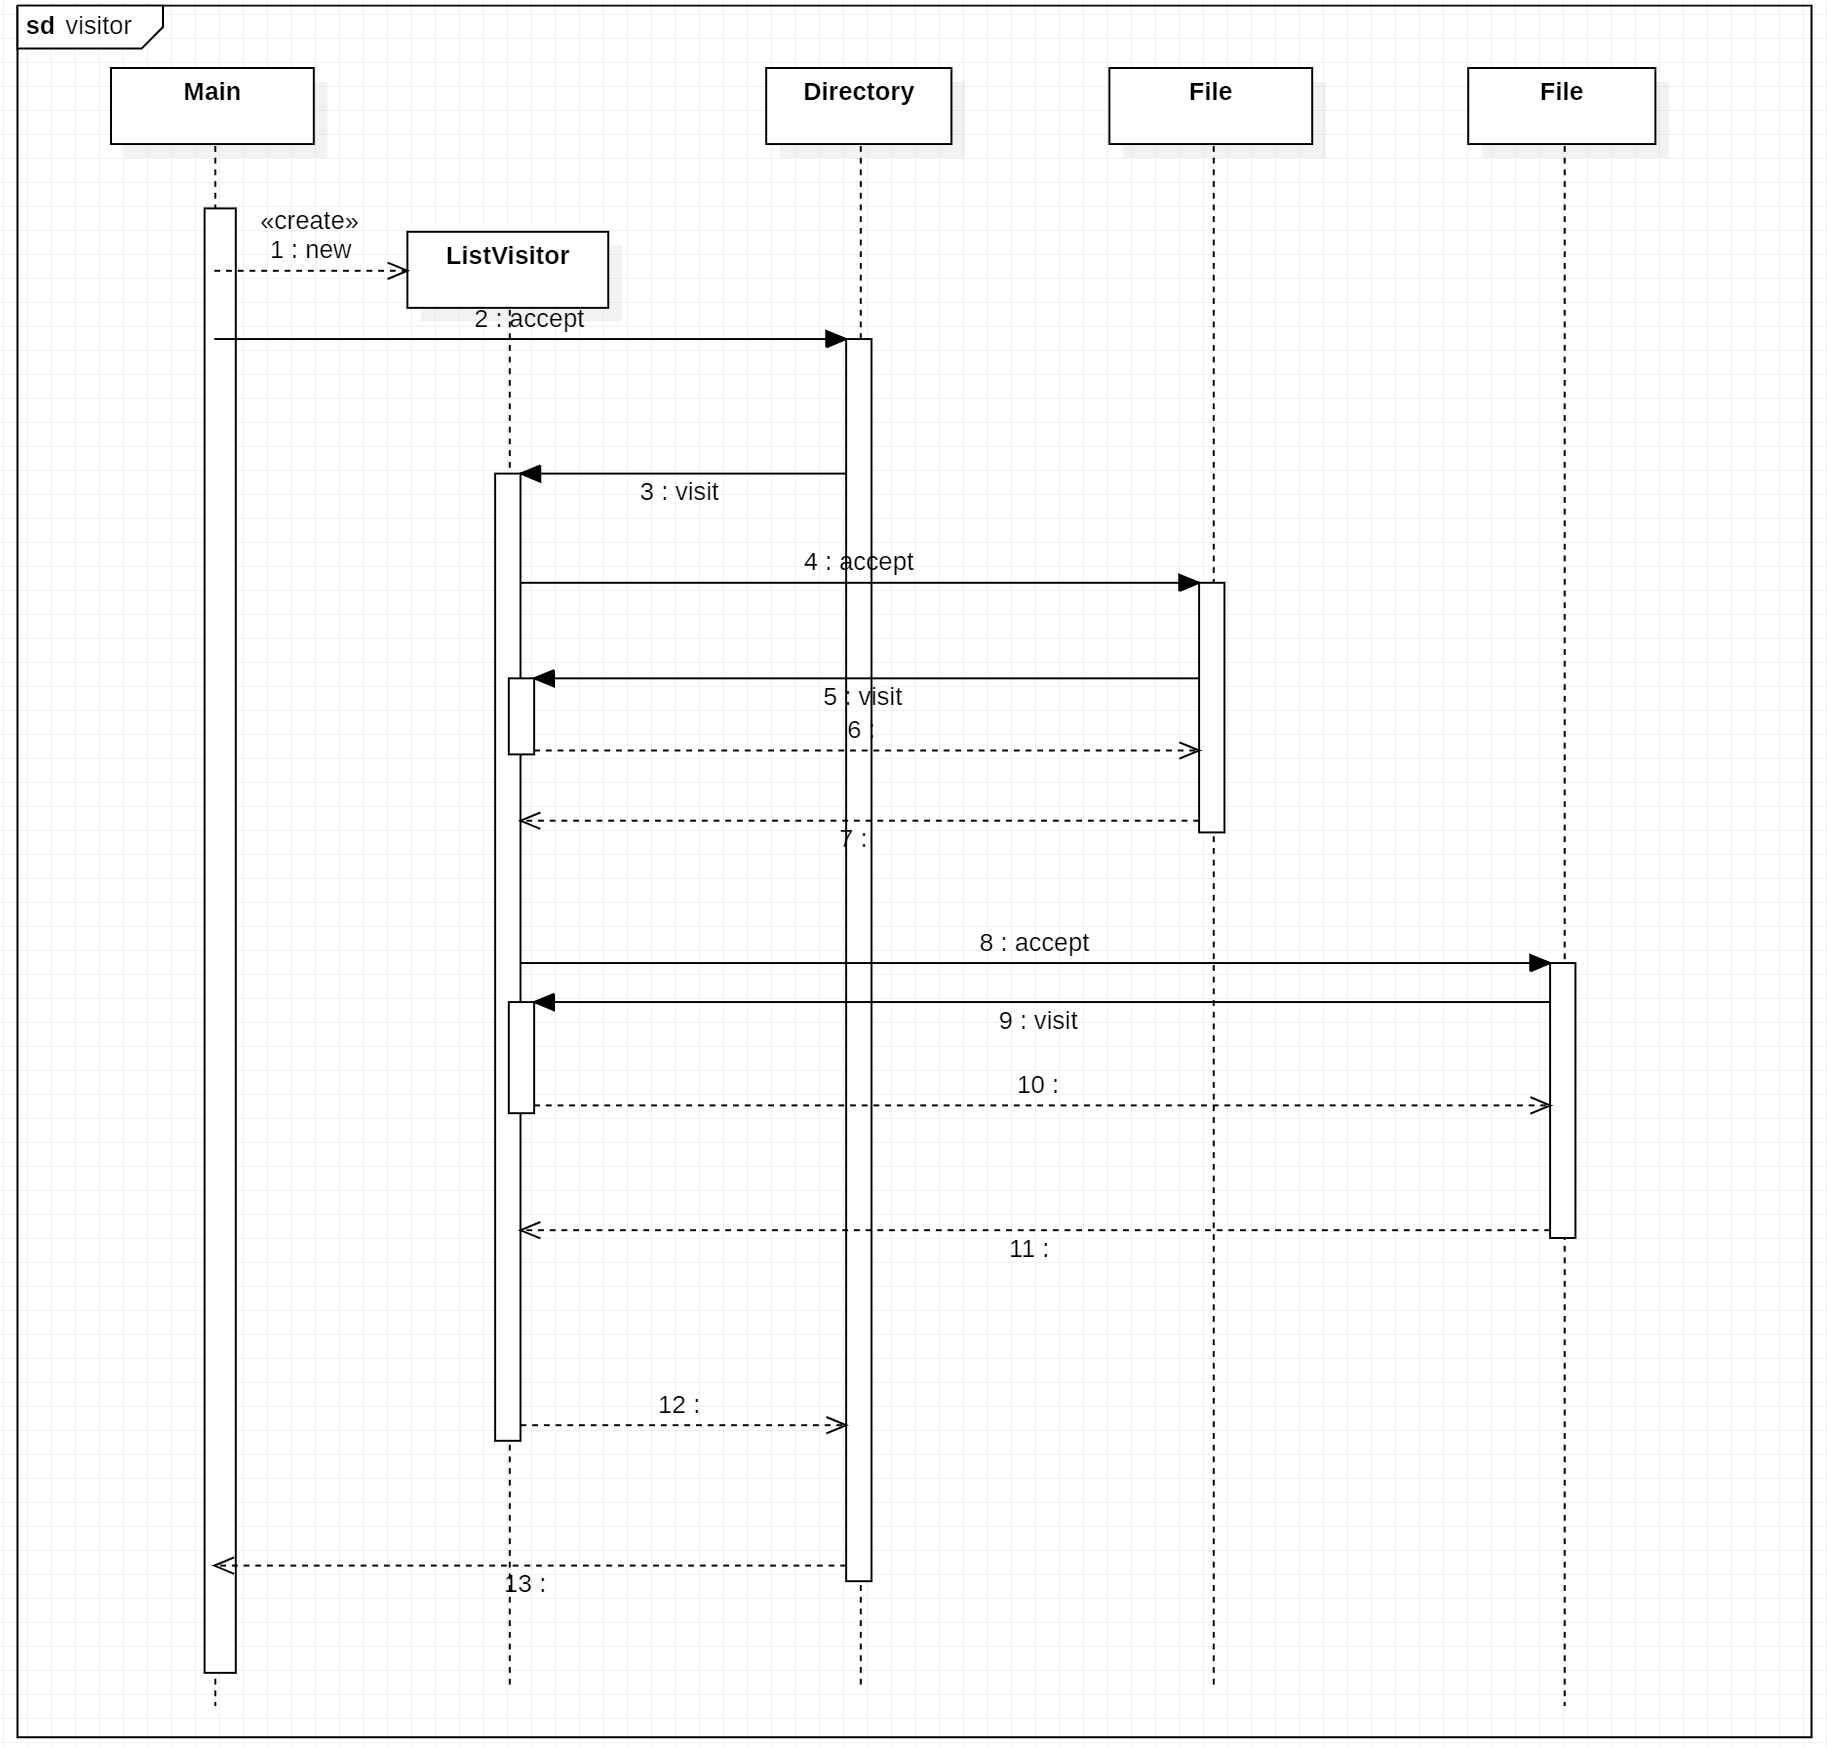 sd visitor
Main
Directory
File
File
«create»
1 : new
ListVisitor
2 : accept
3 : visit
4 : accept
5 : visit
6 :
7 :
8 : accept
9 : visit
10 :
11 :
12 :
13 :